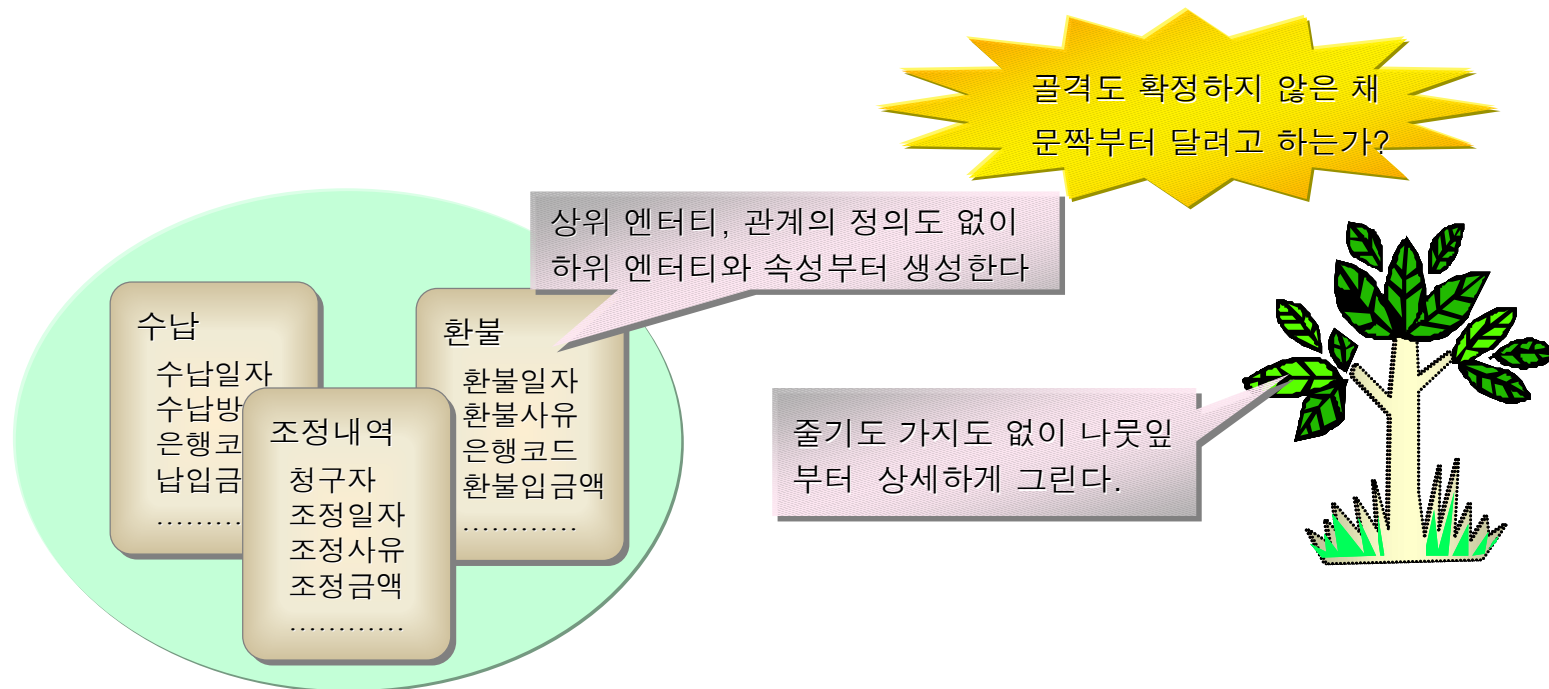 골격도 확정하지 않은 채
문짝부터 달려고 하는가?
상위 엔터티, 관계의 정의도 없이
하위 엔터티와 속성부터 생성한다
수납
수납일자
수납방
은행코
납입금
.........
환불
환불일자
환불사유
은행코드
환불입금액
............
조정내역
청구자
조정일자
조정사유
조정금액
............
줄기도 가지도 없이 나뭇잎
부터 상세하게 그린다.